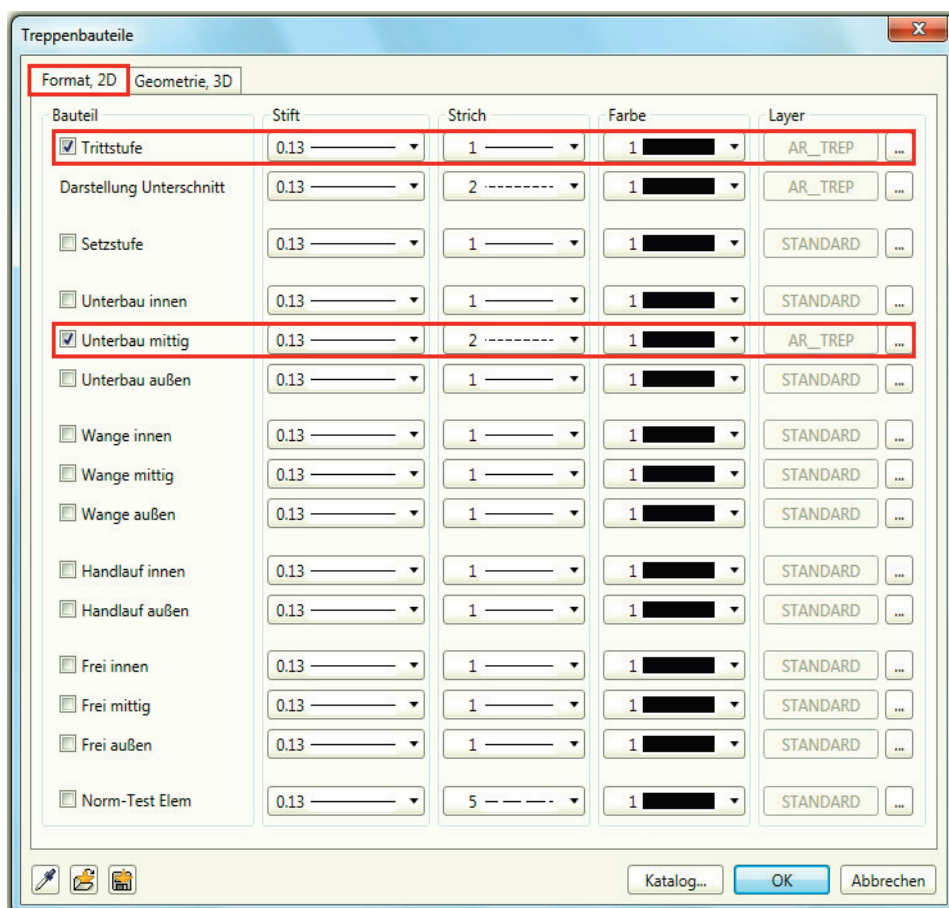 Treppenbauteile
Format, 2D Geometrie, 3D
Bauteil Stift Strich Farbe Layer
Trittstufe 0.13 1 1 AR_TREP ...
Darstellung Unterschnitt 0.13 2 1 AR_TREP ...
Setzstufe 0.13 1 1 STANDARD ...
Unterbau innen 0.13 1 1 STANDARD ...
Unterbau mittig 0.13 2 1 AR_TREP ...
Unterbau außen 0.13 1 1 STANDARD ...
Wange innen 0.13 1 1 STANDARD ...
Wange mittig 0.13 1 1 STANDARD ...
Wange außen 0.13 1 1 STANDARD ...
Handlauf innen 0.13 1 1 STANDARD ...
Handlauf außen 0.13 1 1 STANDARD ...
Frei innen 0.13 1 1 STANDARD ...
Frei mittig 0.13 1 1 STANDARD ...
Frei außen 0.13 1 1 STANDARD ...
Norm-Test Elem 0.13 5 1 STANDARD ...
Katalog... OK Abbrechen